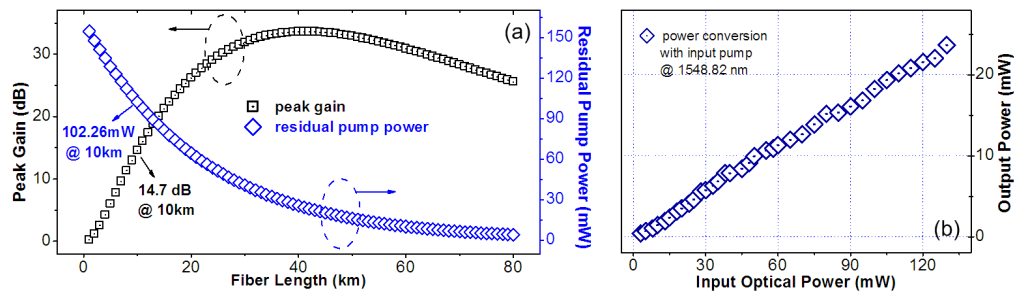 (a)
Peak Gain (dB)
30
20
10
0
peak gain
residual pump power
102.26mW
@ 10km
14.7 dB
@ 10km
0 20 40 60 80
Fiber Length (km)
150
120
90
60
30
0
Residual Pump Power (mW)
power conversion
with input pump
@ 1548.82 nm
(b)
0 30 60 90 120
Input Optical Power (mW)
20
10
0
Output Power (mW)